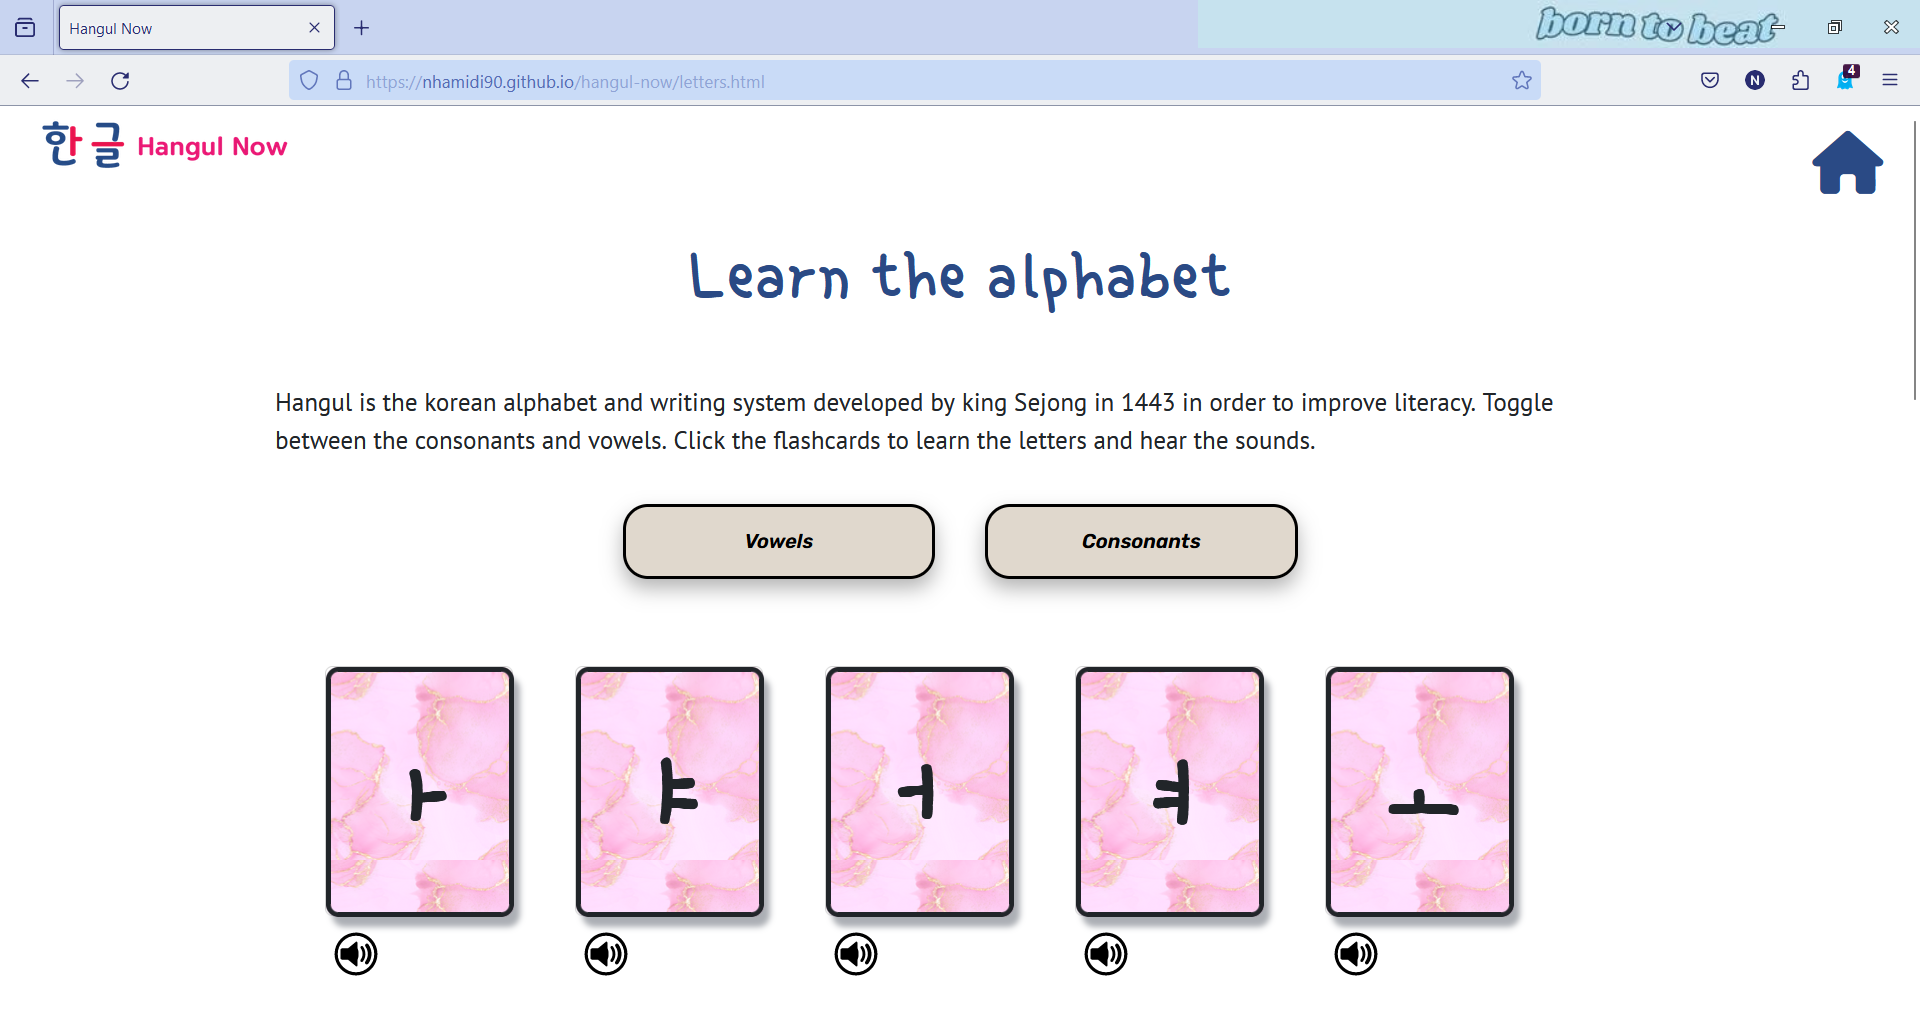 Hangul Now
born to beat
https://nhamidi90.github.io/hangul-now/letters.html
N
4
한글 Hangul Now
Learn the alphabet
Hangul is the korean alphabet and writing system developed by king Sejong in 1443 in order to improve literacy. Toggle
between the consonants and vowels. Click the flashcards to learn the letters and hear the sounds.
Vowels
Consonants
ㅏ ㅑ ㅓ ㅕ ㅗ